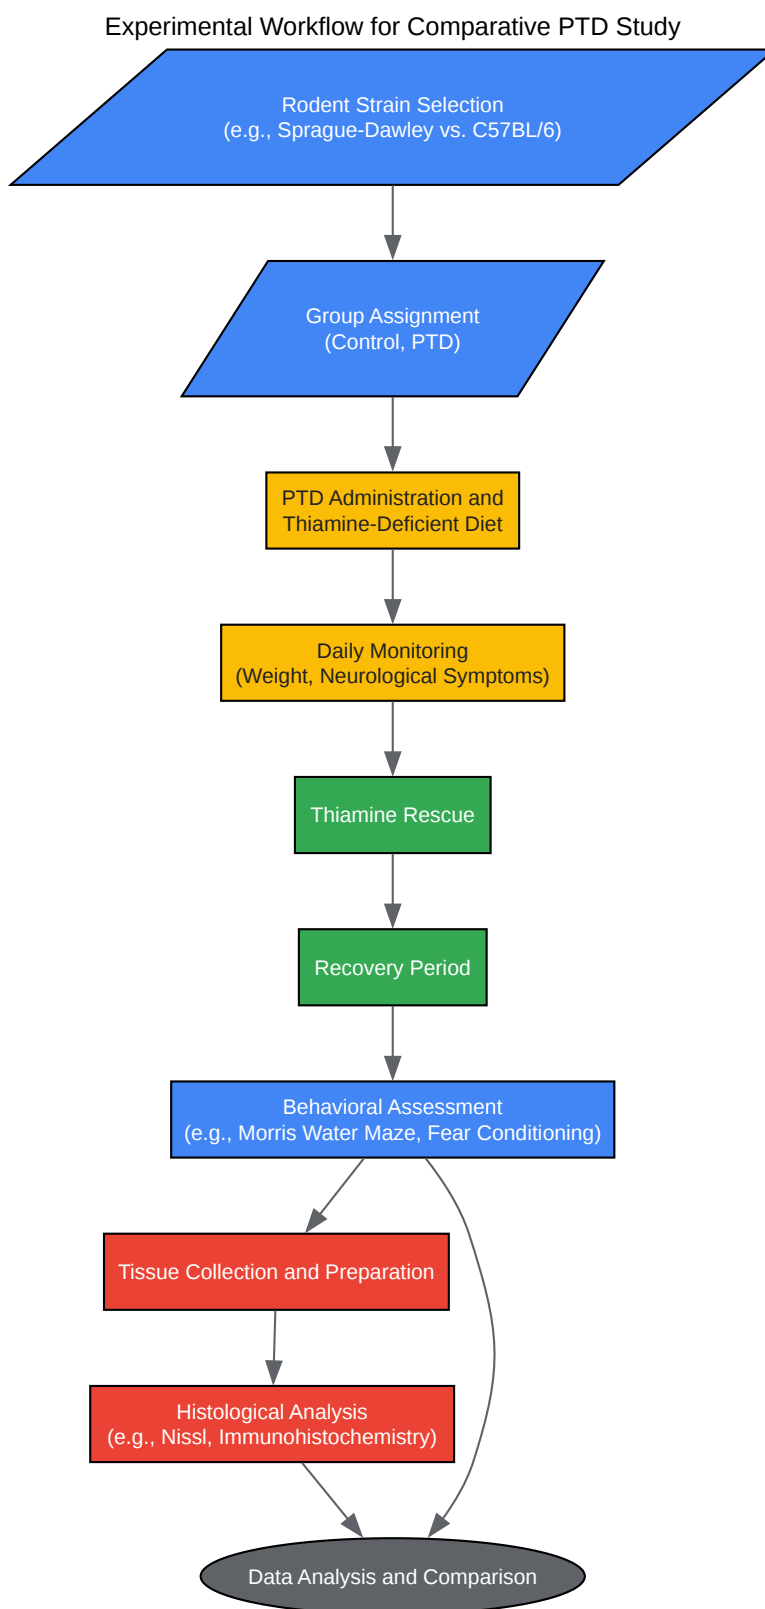 Experimental Workflow for Comparative PTD Study
Rodent Strain Selection
(e.g., Sprague-Dawley vs. C57BL/6)
Group Assignment
(Control, PTD)
PTD Administration and
Thiamine-Deficient Diet
Daily Monitoring
(Weight, Neurological Symptoms)
Thiamine Rescue
Recovery Period
Behavioral Assessment
(e.g., Morris Water Maze, Fear Conditioning)
Tissue Collection and Preparation
Histological Analysis
(e.g., Nissl, Immunohistochemistry)
Data Analysis and Comparison